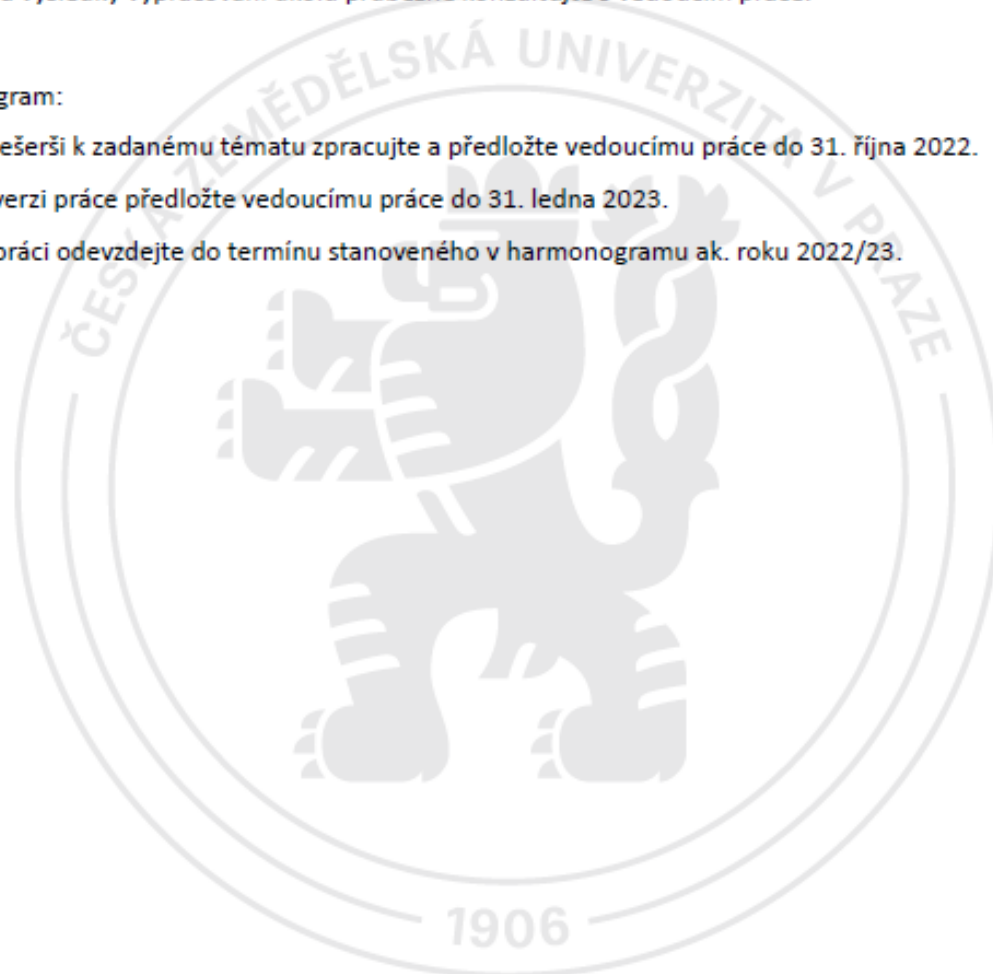 gram:
ešerši k zadanému tématu zpracujte a předložte vedoucímu práce do 31. října 2022.
verzi práce předložte vedoucímu práce do 31. ledna 2023.
práci odevzdejte do termínu stanoveného v harmonogramu ak. roku 2022/23.
ČESKÁ ZEMĚDĚLSKÁ UNIVERZITA V PRAZE
1906